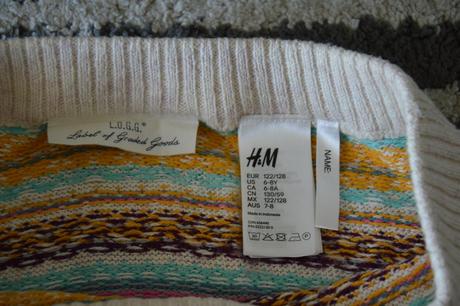 L.O.G.G.®
Label of Graded Goods
H&M
EUR 122/128
US 6-8Y
CA 6-8A
CN 130/59
MX 122/128
AUS 7-8
Made in Indonesia
NAME: